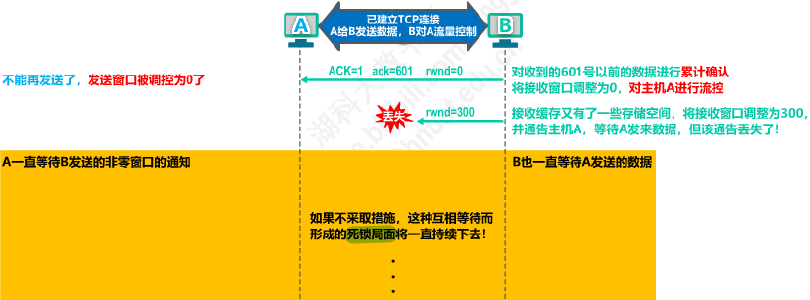 已建立TCP连接
A
B
A给B发送数据，B对A流量控制
ACK=1 ack=601 rwnd=0
对收到的601号以前的数据进行累计确认
不能再发送了，发送窗口被调控为0了
将接收窗口调整为0，对主机A进行流控
丢失
rwnd=300
接收缓存又有了一些存储空间，将接收窗口调整为300，
并通告主机A，等待A发来数据，但该通告丢失了！
A一直等待B发送的非零窗口的通知
B也一直等待A发送的数据
如果不采取措施，这种互相等待而
形成的死锁局面将一直持续下去！